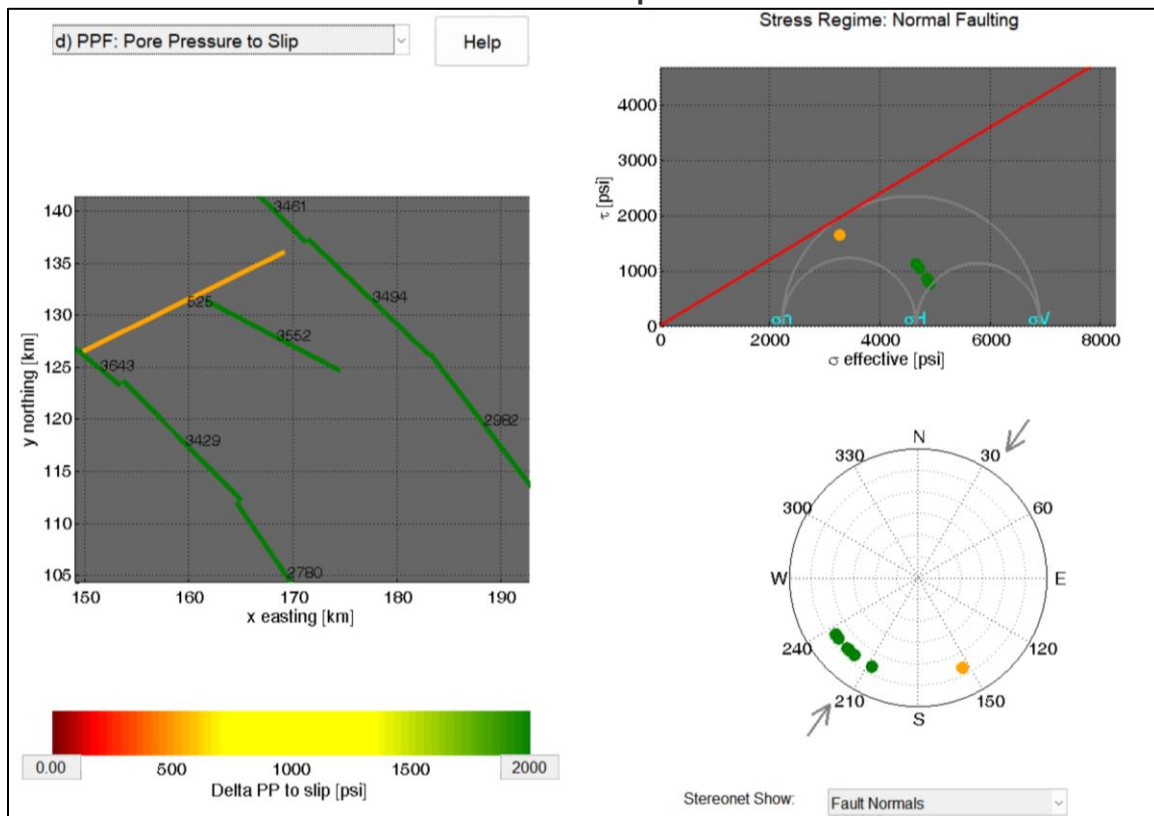 d) PPF: Pore Pressure to Slip
Help
140
135
130
125
120
115
110
105
y northing [km]
3461
3494
525
3552
3643
3429
2982
2780
150
160
170
180
190
x easting [km]
0.00
500
1000
1500
2000
Delta PP to slip [psi]
Stress Regime: Normal Faulting
4000
3000
2000
1000
0
τ [psi]
σh
σH
σV
0
2000
4000
6000
8000
σ effective [psi]
N
30
60
E
120
150
S
210
240
W
300
330
Stereonet Show:
Fault Normals